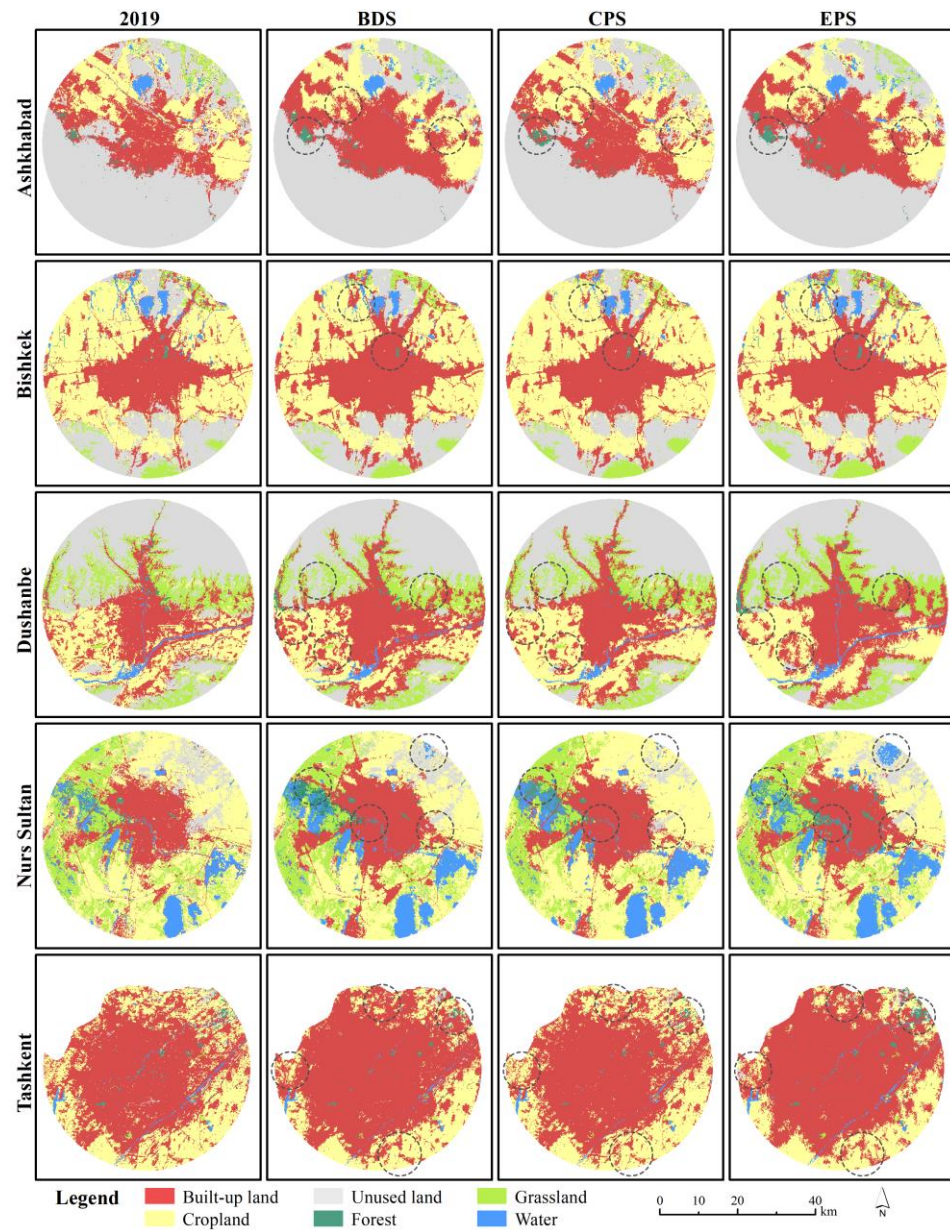 2019 BDS CPS EPS
Ashkhabad
Bishkek
Dushanbe
Nurs Sultan
Tashkent
Legend Built-up land Unused land Grassland
Cropland Forest Water
0 10 20 40
km
N